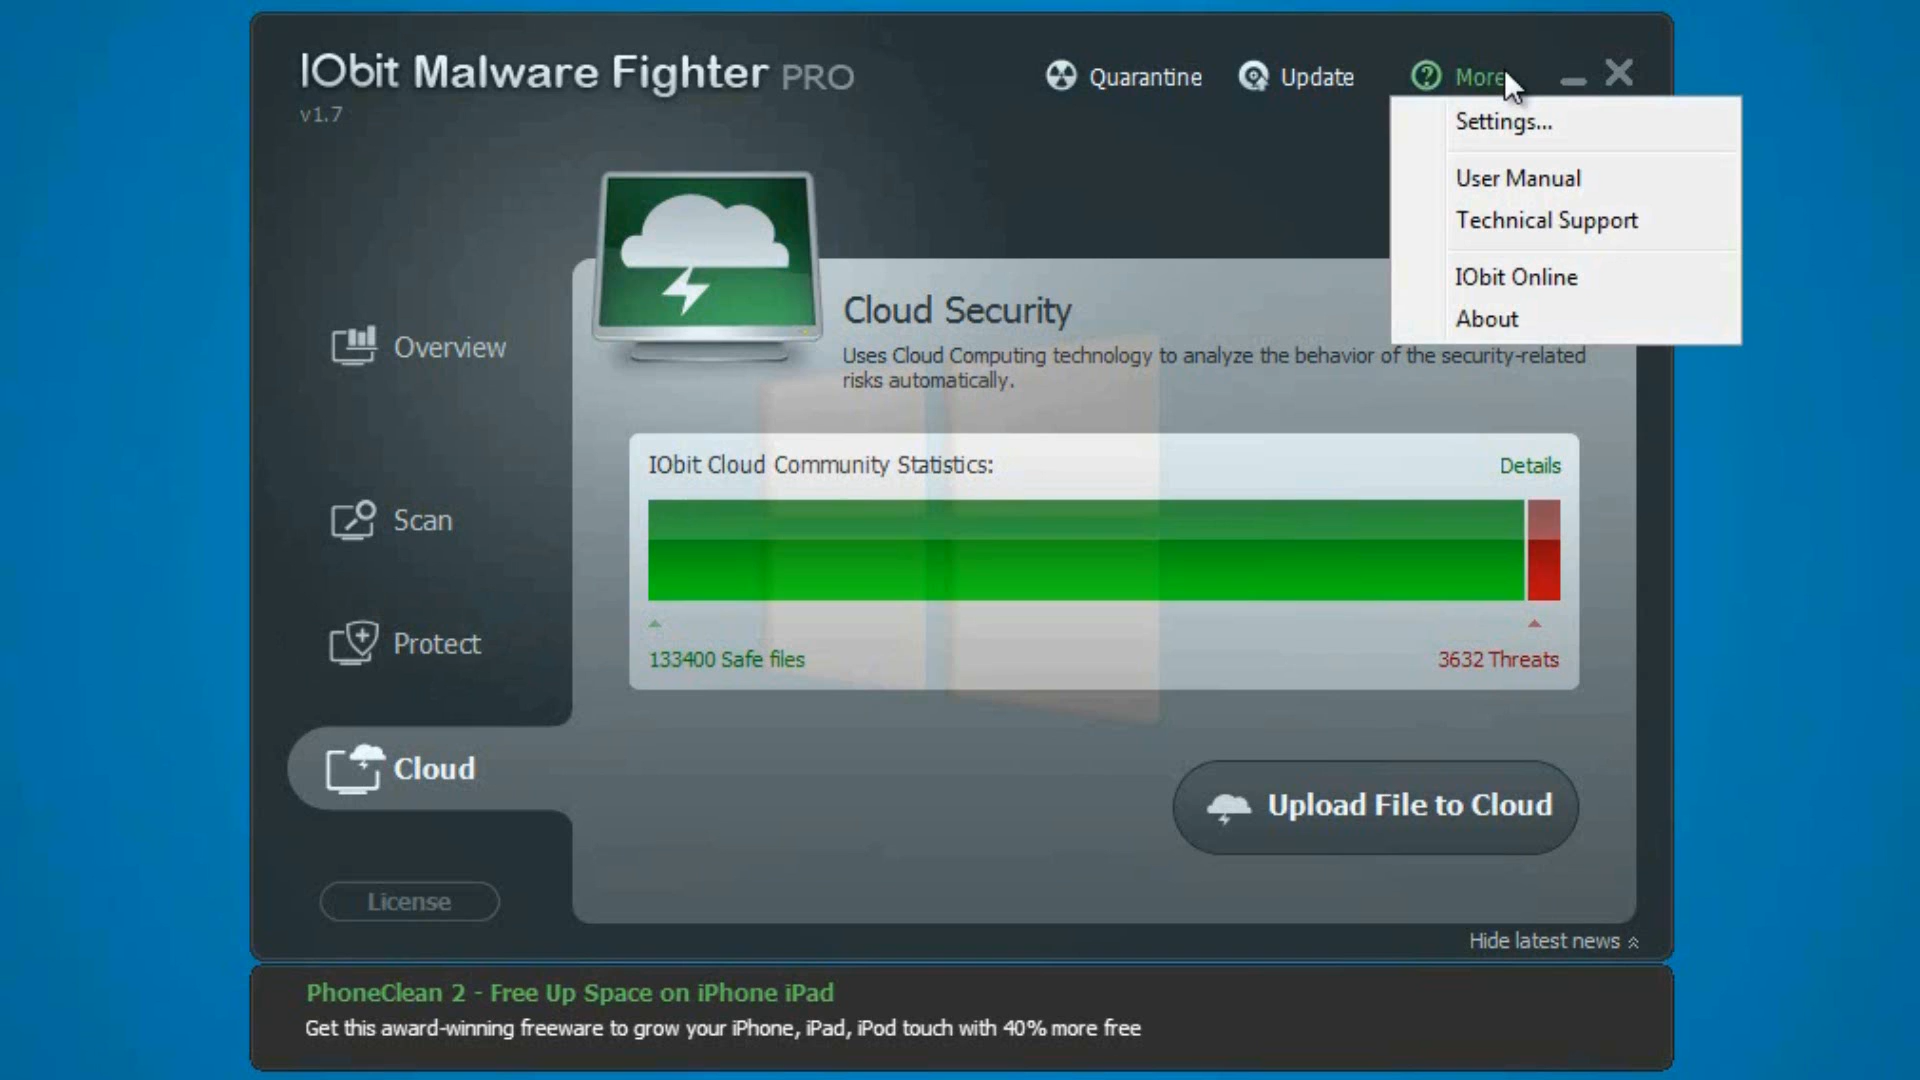 IObit Malware Fighter PRO
v1.7
Quarantine
Update
More
Settings...
User Manual
Technical Support
IObit Online
About
Cloud Security
Uses Cloud Computing technology to analyze the behavior of the security-related
risks automatically.
Overview
Scan
Protect
Cloud
License
IObit Cloud Community Statistics:
Details
133400 Safe files
3632 Threats
Upload File to Cloud
Hide latest news
PhoneClean 2 - Free Up Space on iPhone iPad
Get this award-winning freeware to grow your iPhone, iPad, iPod touch with 40% more free